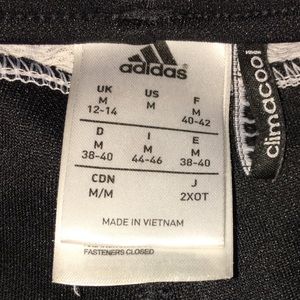 adidas
UK US F
M M M
12-14 40-42
D I E
M M M
38-40 44-46 38-40
CDN J
M/M 2XOT
MADE IN VIETNAM
FASTENERS CLOSED
climacool